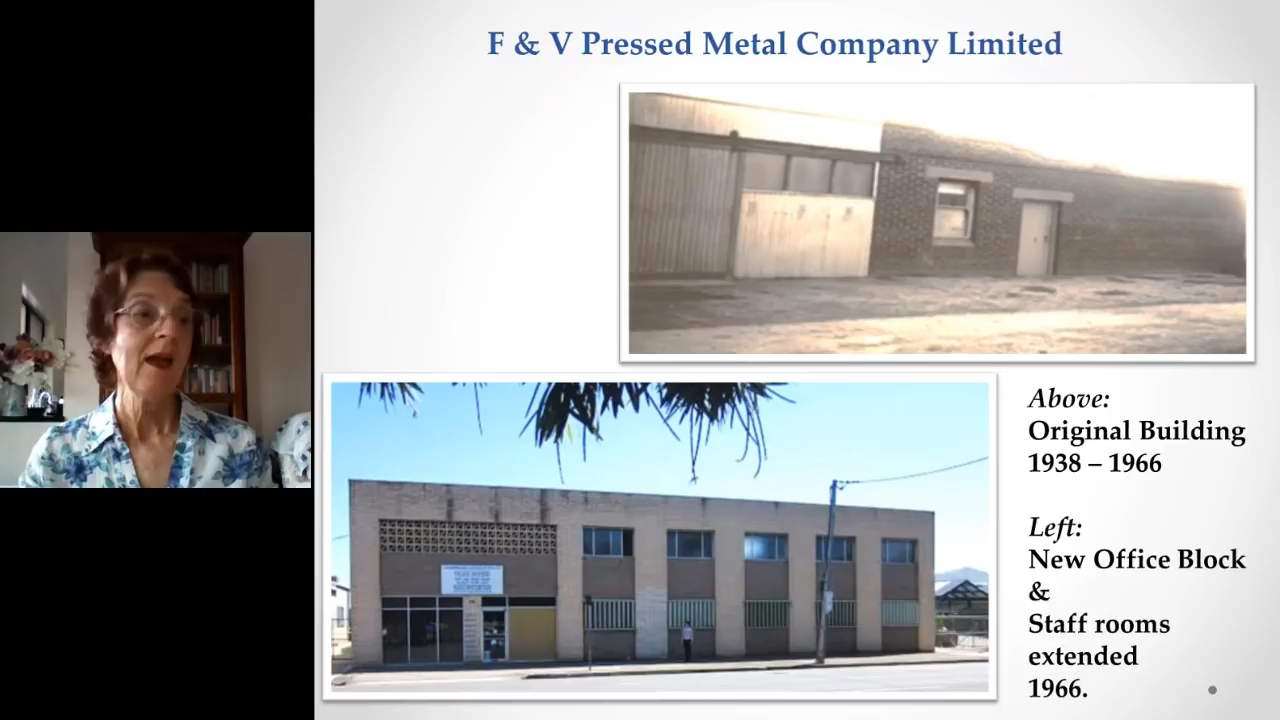 F & V Pressed Metal Company Limited
Above:
Original Building
1938 – 1966
Left:
New Office Block
&
Staff rooms
extended
1966.